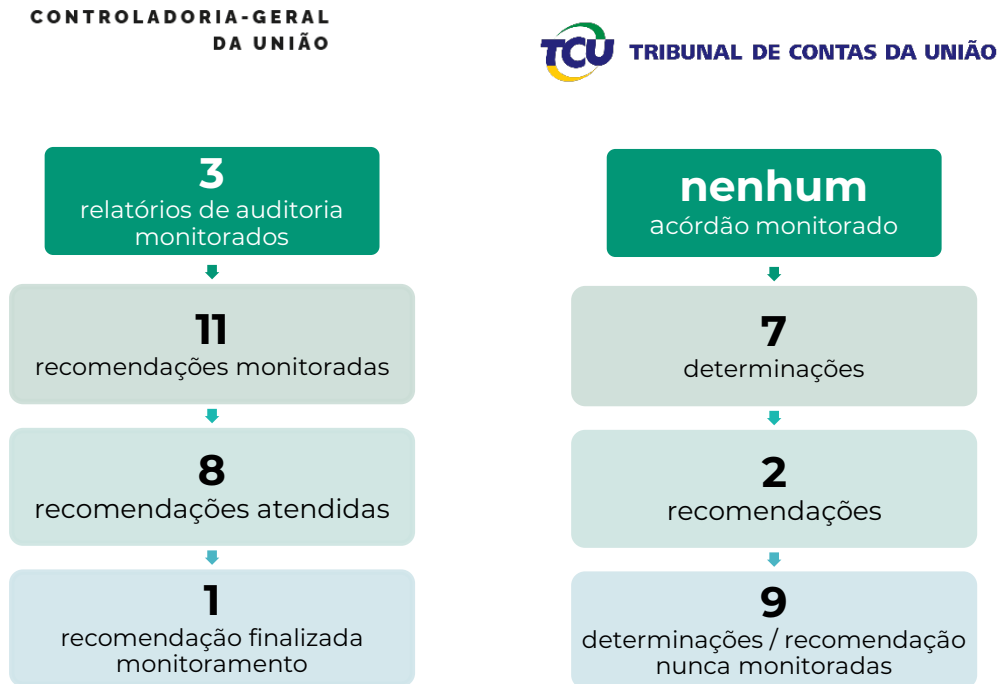 CONTROLADORIA-GERAL
DA UNIÃO
3
relatórios de auditoria
monitorados
11
recomendações monitoradas
8
recomendações atendidas
1
recomendação finalizada
monitoramento
TCU TRIBUNAL DE CONTAS DA UNIÃO
nenhum
acórdão monitorado
7
determinações
2
recomendações
9
determinações / recomendação
nunca monitoradas